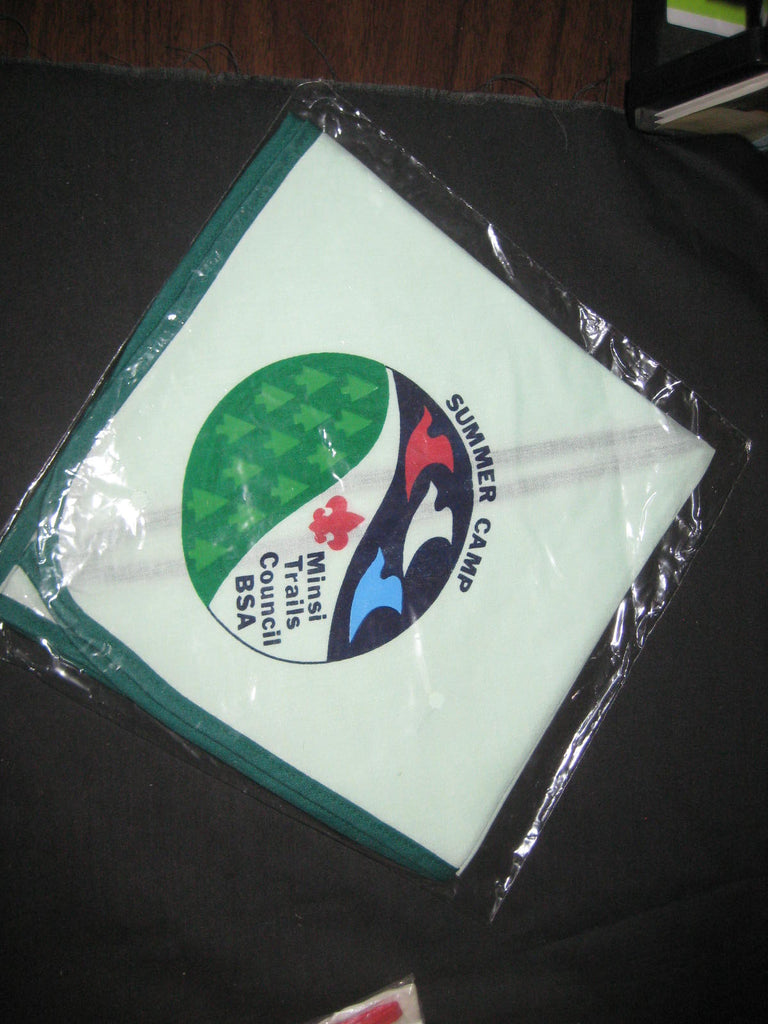 SUMMER CAMP
Minsi
Trails
Council
BSA